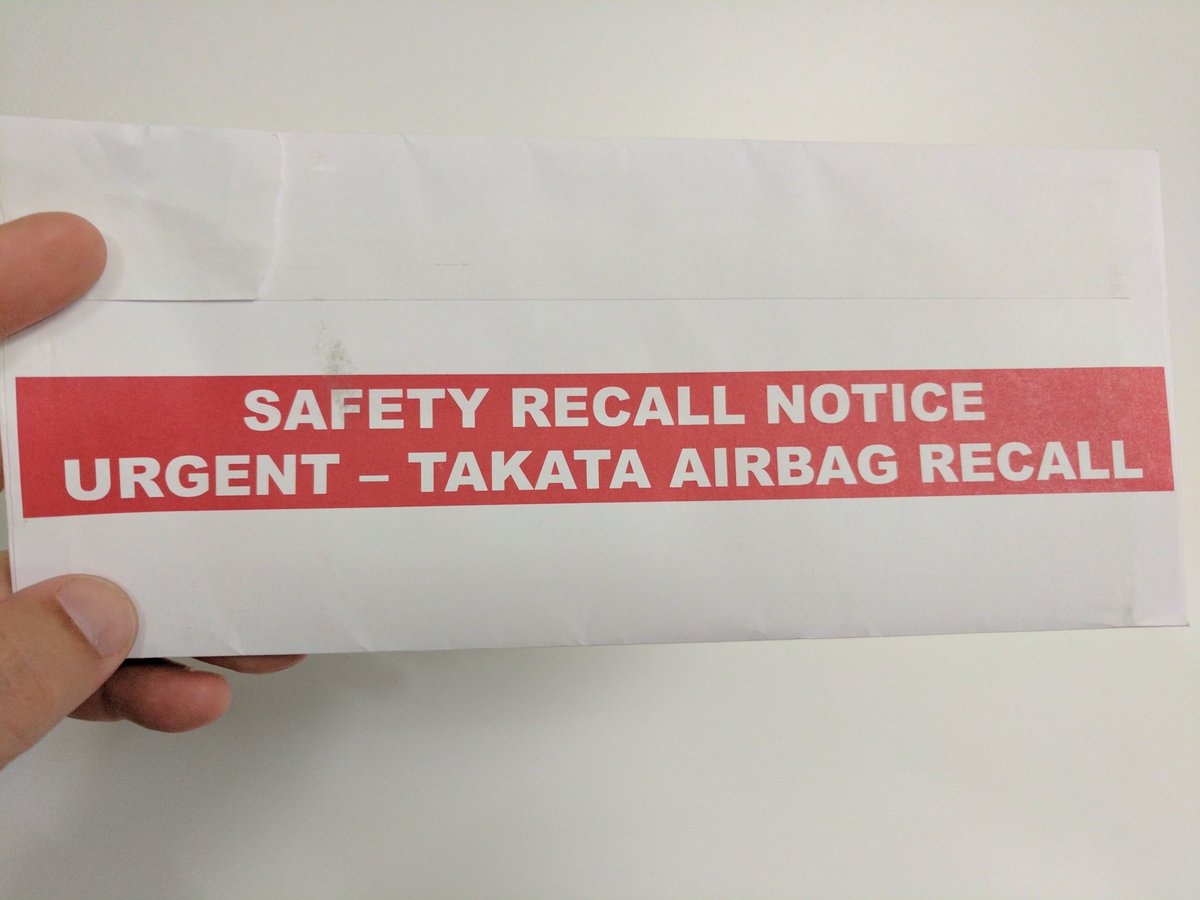 SAFETY RECALL NOTICE
URGENT – TAKATA AIRBAG RECALL